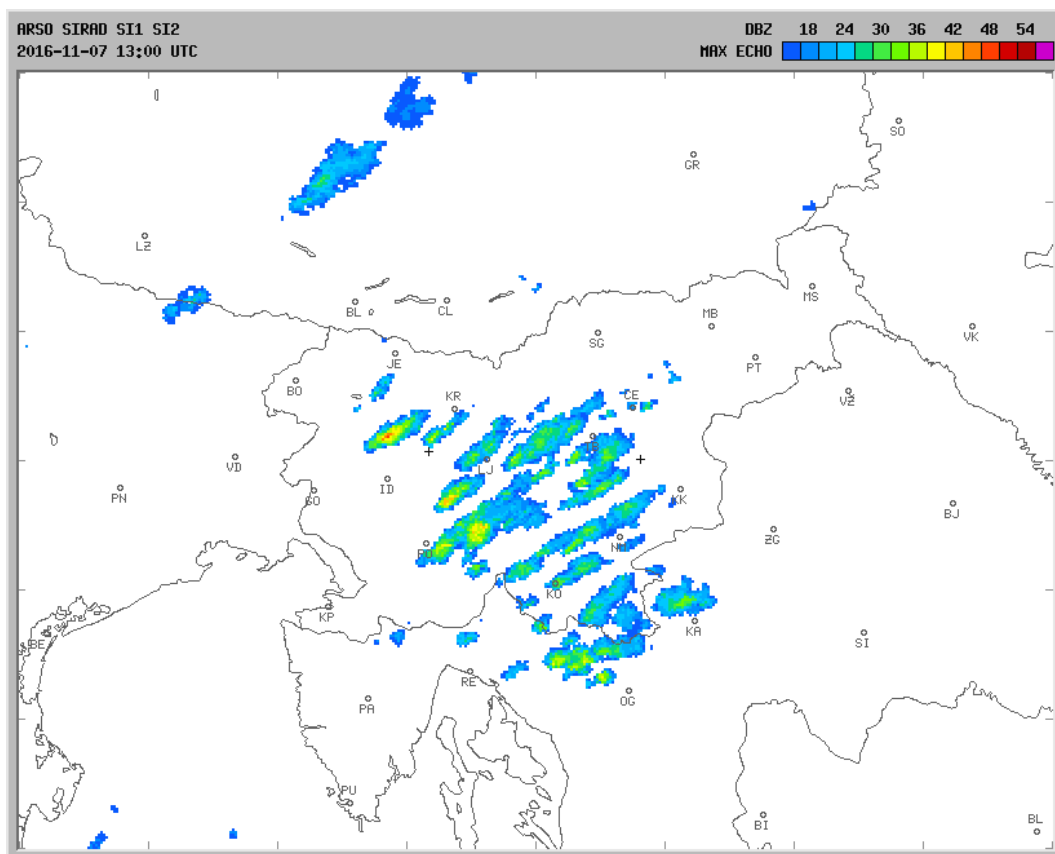 ARSO SIRAD SI1 SI2
2016-11-07 13:00 UTC
DBZ 18 24 30 36 42 48 54
MAX ECHO
SO
GR
LZ
MS
BL
CL
MB
VK
SG
JE
PT
BO
KR
CE
VZ
VD
LJ
ID
PN
GO
KK
BJ
ZG
NM
PO
KO
KP
KA
BE
SI
RE
PA
OG
PU
BI
BL